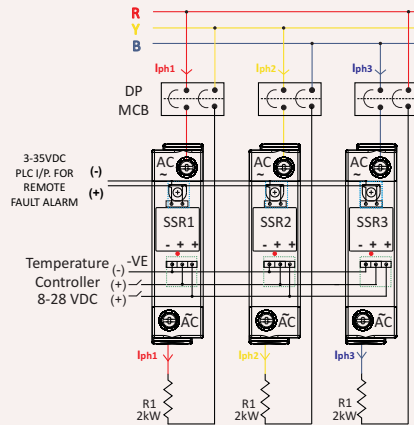 R
Y
B
Iph1
Iph2
Iph3
DP
MCB
3-35VDC
PLC I/P. FOR
REMOTE
FAULT ALARM
(-)
(+)
AC
~
AC
~
AC
~
SSR1
SSR2
SSR3
- + +
- + +
- + +
Temperature
Controller
8-28 VDC
-VE
(-)
(+)
(+)
~
AC
~
AC
~
AC
Iph1
Iph2
Iph3
R1
2kW
R1
2kW
R1
2kW